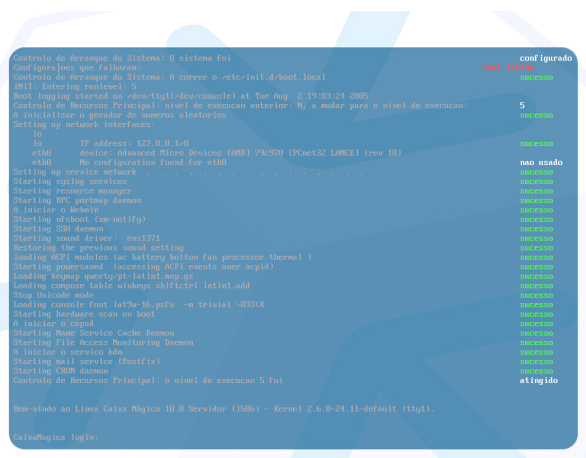 Controlo de Arranque do Sistema: O sistema foi configurado
Configuraçoes que falharam:
Controlo de Arranque do Sistema: A correr o /etc/init.d/boot.local sucesso
INIT: Entering runlevel: 5
Boot logging started on /dev/tty1(/dev/console) at Tue Aug 2 19:03:24 2005
Controlo de Recursos Principal: nivel de execucao anterior: N, a mudar para o nivel de execucao: 5
A inicializar o gerador de numeros aleatorios sucesso
Setting up network interfaces:
lo
lo IP address: 127.0.0.1/8 sucesso
eth0 device: Advanced Micro Devices [AMD] 79c970 [PCnet32 LANCE] (rev 10)
eth0 No configuration found for eth0 nao usado
Setting up service network . . . . . . . . . . . . . . . . sucesso
Starting syslog services sucesso
Starting resource manager sucesso
Starting RPC portmap daemon sucesso
A iniciar o Webmin sucesso
Starting nfsboot (sm-notify) sucesso
Starting SSH daemon sucesso
Starting sound driver: ens1371 sucesso
Restoring the previous sound setting sucesso
loading ACPI modules (ac battery button fan processor thermal ) sucesso
Starting powersaved (accessing ACPI events over acpid) sucesso
Loading keymap qwerty/pt-latin1.map.gz sucesso
Loading compose table winkeys shiftctrl latin1.add sucesso
Stop Unicode mode sucesso
Loading console font lat9w-16.psfu -m trivial \033(K sucesso
Starting hardware scan on boot sucesso
A iniciar o cupsd sucesso
Starting Name Service Cache Daemon sucesso
Starting File Access Monitoring Daemon sucesso
A iniciar o servico kdm sucesso
Starting mail service (Postfix) sucesso
Starting CRON daemon sucesso
Controlo de Recursos Principal: o nivel de execucao 5 foi atingido
Bem-vindo ao Linux Caixa Mágica 10.0 Servidor (i586) - Kernel 2.6.8-24.11-default (tty1).
CaixaMagica login: